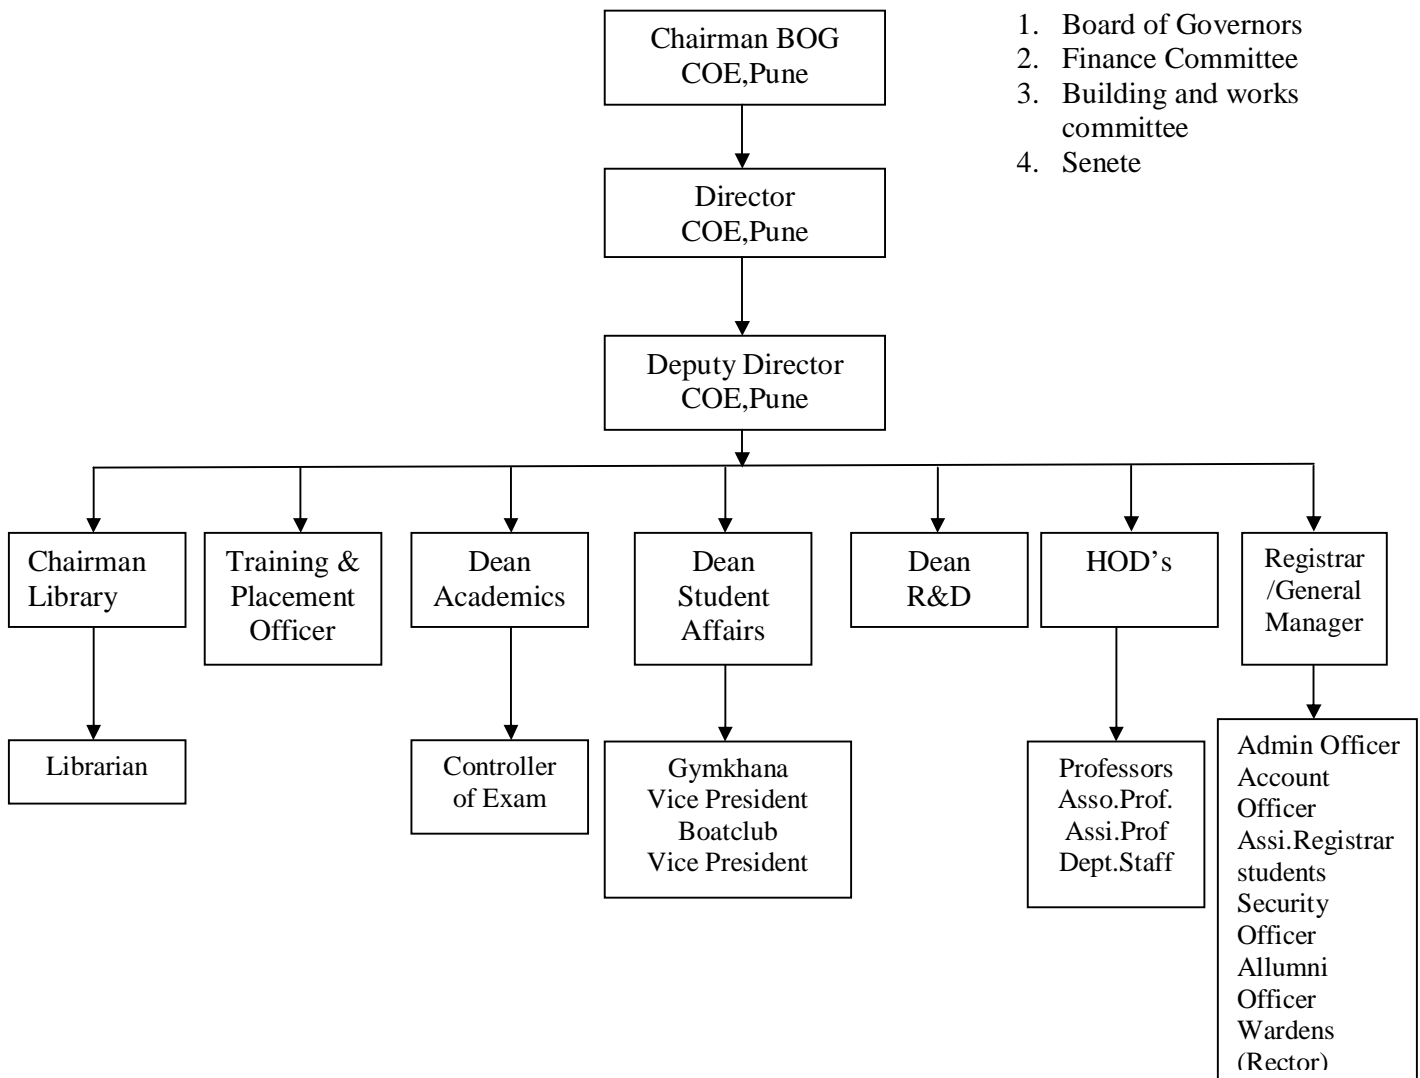 Chairman BOG
COE,Pune
1. Board of Governors
2. Finance Committee
3. Building and works
committee
4. Senete
Director
COE,Pune
Deputy Director
COE,Pune
Chairman
Library
Training &
Placement
Officer
Dean
Academics
Dean
Student
Affairs
Dean
R&D
HOD’s
Registrar
/General
Manager
Librarian
Controller
of Exam
Gymkhana
Vice President
Boatclub
Vice President
Professors
Asso.Prof.
Assi.Prof
Dept.Staff
Admin Officer
Account
Officer
Assi.Registrar
students
Security
Officer
Allumni
Officer
Wardens
(Rector)